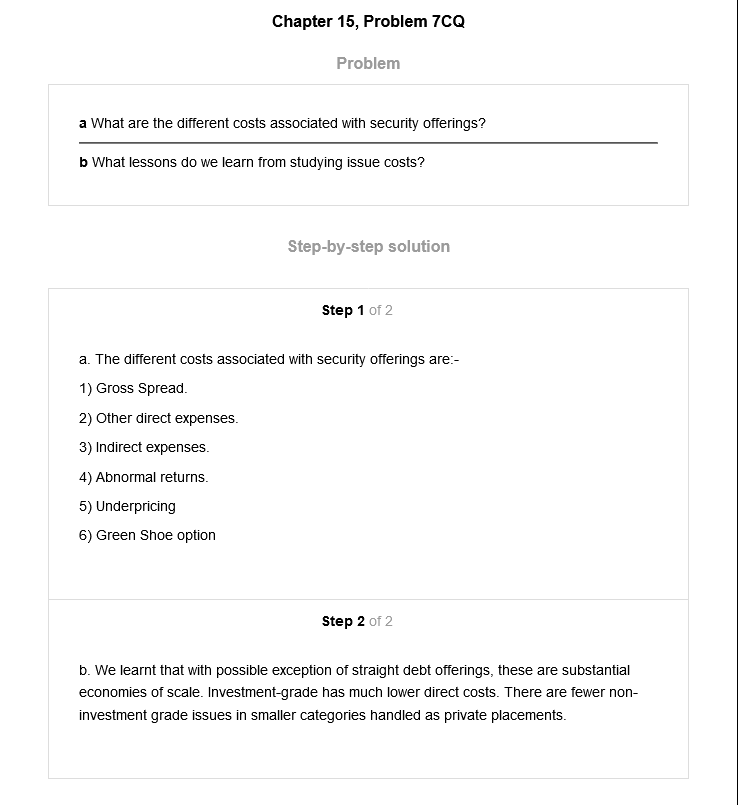 Chapter 15, Problem 7CQ
Problem
a What are the different costs associated with security offerings?
b What lessons do we learn from studying issue costs?
Step-by-step solution
Step 1 of 2
a. The different costs associated with security offerings are:-
1) Gross Spread.
2) Other direct expenses.
3) Indirect expenses.
4) Abnormal returns.
5) Underpricing
6) Green Shoe option
Step 2 of 2
b. We learnt that with possible exception of straight debt offerings, these are substantial
economies of scale. Investment-grade has much lower direct costs. There are fewer non-
investment grade issues in smaller categories handled as private placements.